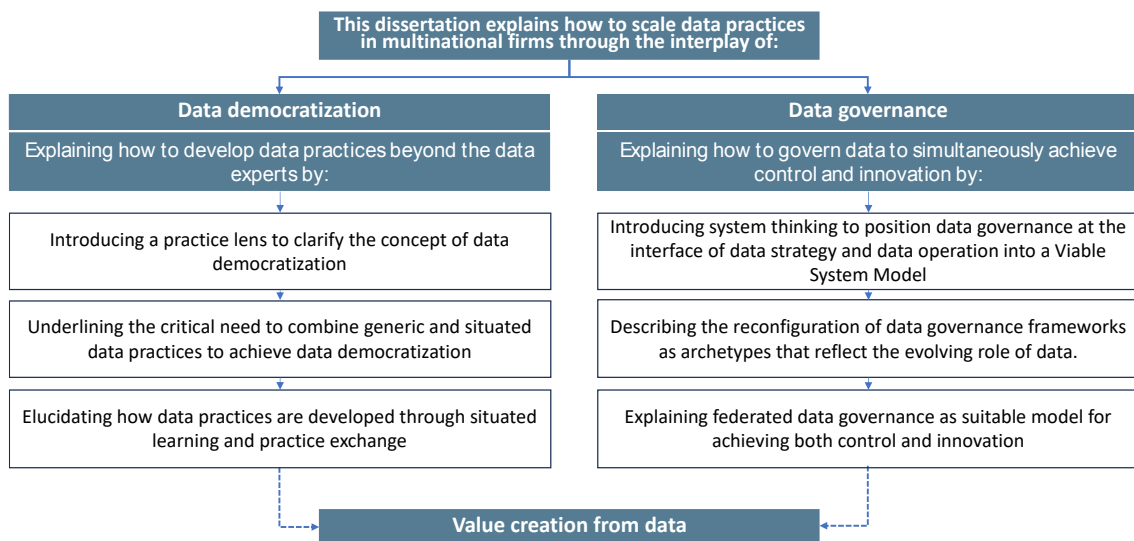 This dissertation explains how to scale data practices
in multinational firms through the interplay of:
Data democratization
Explaining how to develop data practices beyond the data
experts by:
Introducing a practice lens to clarify the concept of data
democratization
Underlining the critical need to combine generic and situated
data practices to achieve data democratization
Elucidating how data practices are developed through situated
learning and practice exchange
Data governance
Explaining how to govern data to simultaneously achieve
control and innovation by:
Introducing system thinking to position data governance at the
interface of data strategy and data operation into a Viable
System Model
Describing the reconfiguration of data governance frameworks
as archetypes that reflect the evolving role of data.
Explaining federated data governance as suitable model for
achieving both control and innovation
Value creation from data